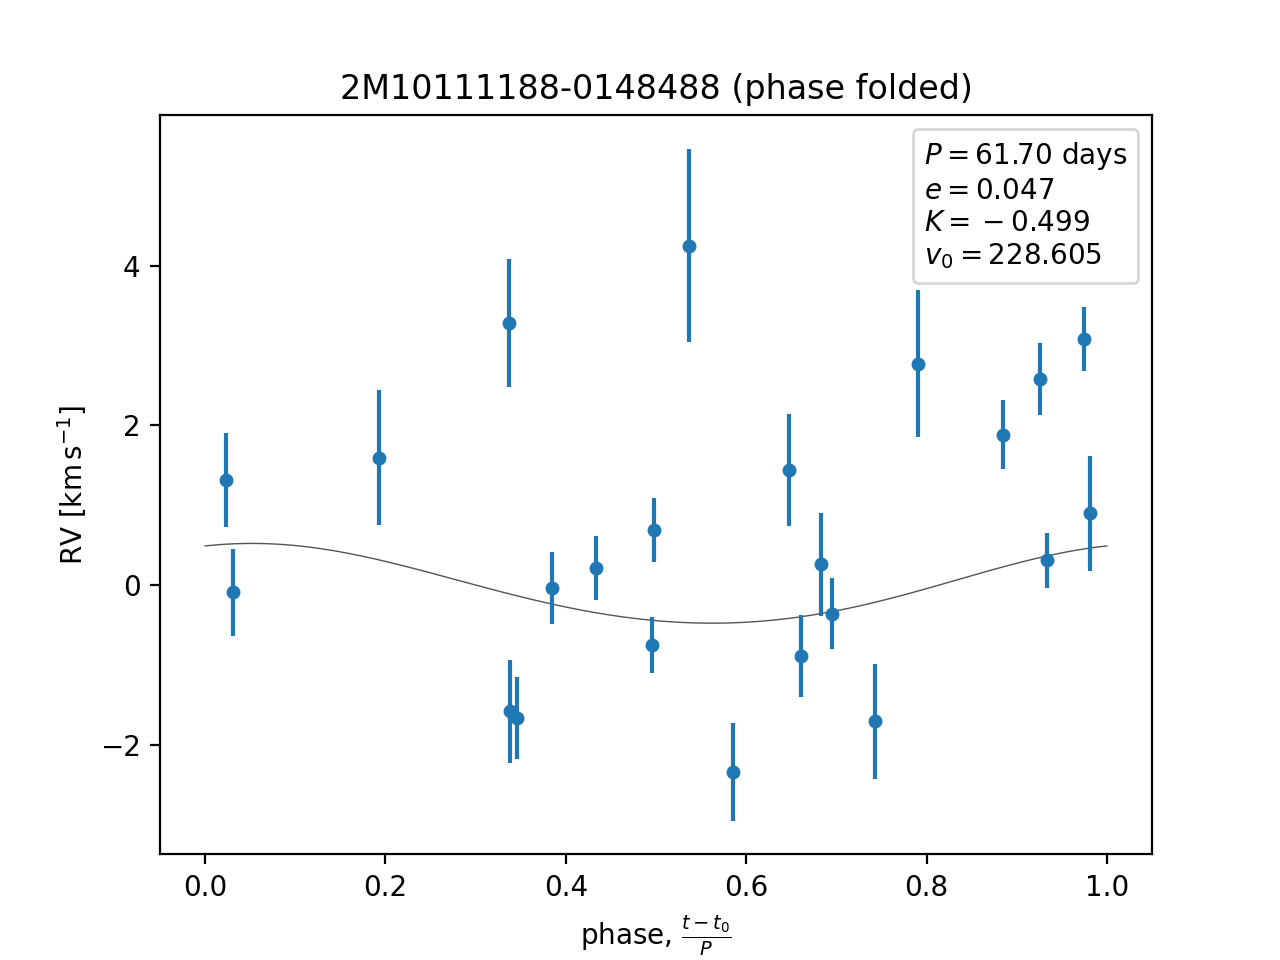 2M10111188-0148488 (phase folded)
P = 61.70 days
e = 0.047
K = −0.499
v₀ = 228.605
RV [km s⁻¹]
4
2
0
−2
0.0 0.2 0.4 0.6 0.8 1.0
phase, (t − t₀)/P